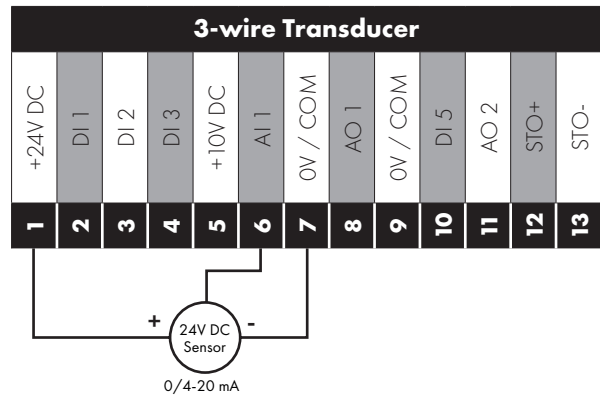 3-wire Transducer
+24V DC
DI 1
DI 2
DI 3
+10V DC
AI 1
0V / COM
AO 1
0V / COM
DI 5
AO 2
STO+
STO-
1 2 3 4 5 6 7 8 9 10 11 12 13
+ -
24V DC
Sensor
0/4-20 mA